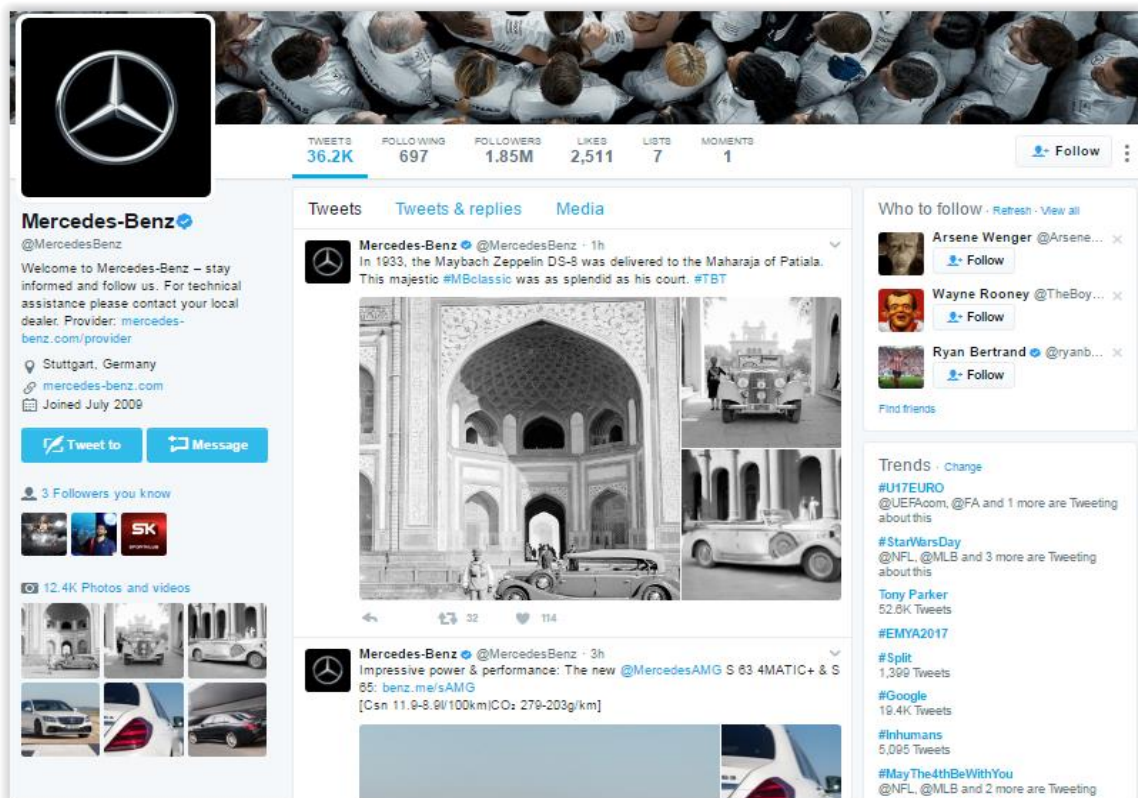 TWEETS
36.2K
FOLLOWING
697
FOLLOWERS
1.85M
LIKES
2,511
LISTS
7
MOMENTS
1
Follow
Mercedes-Benz
@MercedesBenz
Welcome to Mercedes-Benz – stay
informed and follow us. For technical
assistance please contact your local
dealer. Provider: mercedes-
benz.com/provider
Stuttgart, Germany
mercedes-benz.com
Joined July 2009
Tweet to
Message
3 Followers you know
SK
SPORTKLUB
12.4K Photos and videos
Tweets
Tweets & replies
Media
Mercedes-Benz @MercedesBenz · 1h
In 1933, the Maybach Zeppelin DS-8 was delivered to the Maharaja of Patiala.
This majestic #MBclassic was as splendid as his court. #TBT
32
114
Mercedes-Benz @MercedesBenz · 3h
Impressive power & performance: The new @MercedesAMG S 63 4MATIC+ & S
65: benz.me/sAMG
[Csn 11.9-8.9l/100km|CO₂ 279-203g/km]
Who to follow · Refresh · View all
Arsene Wenger @Arsene...
Follow
Wayne Rooney @TheBoy...
Follow
Ryan Bertrand @ryanb...
Follow
Find friends
Trends · Change
#U17EURO
@UEFAcom, @FA and 1 more are Tweeting
about this
#StarWarsDay
@NFL, @MLB and 3 more are Tweeting
about this
Tony Parker
52.6K Tweets
#EMYA2017
#Split
1,399 Tweets
#Google
19.4K Tweets
#Inhumans
5,095 Tweets
#MayThe4thBeWithYou
@NFL, @MLB and 2 more are Tweeting